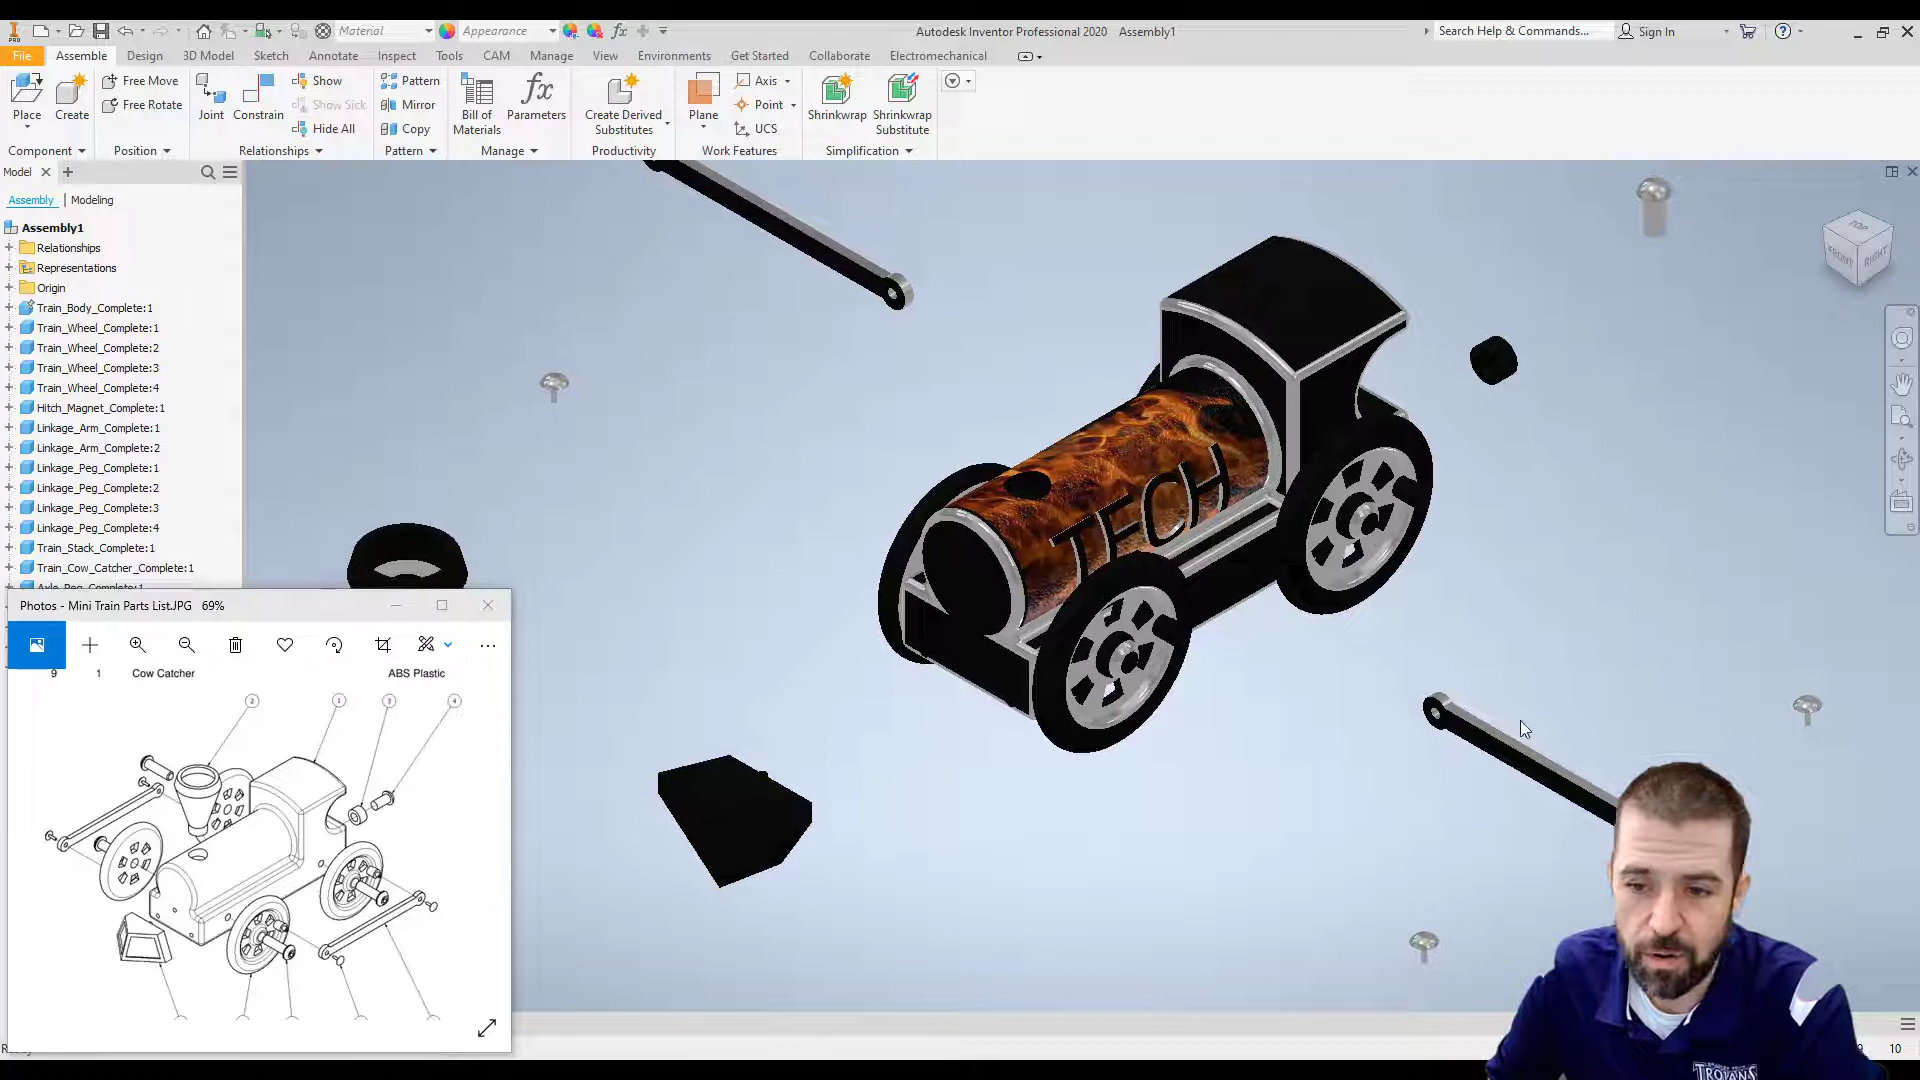 Material
Appearance
Autodesk Inventor Professional 2020 Assembly1
Search Help & Commands...
Sign In
File
Assemble
Design
3D Model
Sketch
Annotate
Inspect
Tools
CAM
Manage
View
Environments
Get Started
Collaborate
Electromechanical
Place
Create
Free Move
Free Rotate
Joint
Constrain
Show
Show Sick
Hide All
Pattern
Mirror
Copy
Bill of Materials
Parameters
Create Derived Substitutes
Plane
Axis
Point
UCS
Shrinkwrap
Shrinkwrap Substitute
Component
Position
Relationships
Pattern
Manage
Productivity
Work Features
Simplification
Model
Assembly
Modeling
Assembly1
Relationships
Representations
Origin
Train_Body_Complete:1
Train_Wheel_Complete:1
Train_Wheel_Complete:2
Train_Wheel_Complete:3
Train_Wheel_Complete:4
Hitch_Magnet_Complete:1
Linkage_Arm_Complete:1
Linkage_Arm_Complete:2
Linkage_Peg_Complete:1
Linkage_Peg_Complete:2
Linkage_Peg_Complete:3
Linkage_Peg_Complete:4
Train_Stack_Complete:1
Train_Cow_Catcher_Complete:1
Axle_Peg_Complete:1
TOP
FRONT
RIGHT
TECH
Photos - Mini Train Parts List.JPG 69%
9 1 Cow Catcher ABS Plastic
2
1
3
4
10
TROJANS